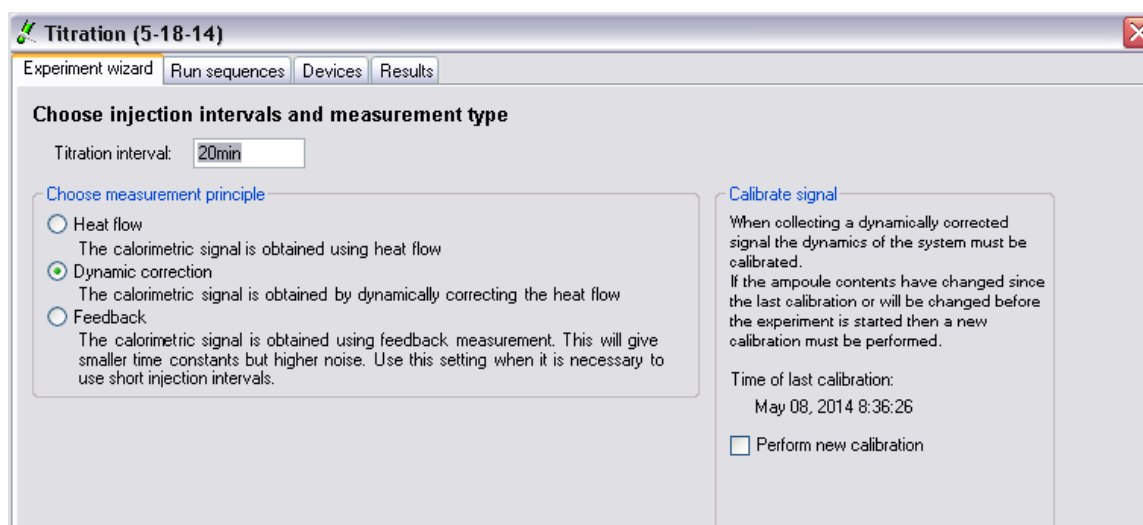 Titration (5-18-14)
Experiment wizard Run sequences Devices Results
Choose injection intervals and measurement type
Titration interval: 20min
Choose measurement principle
Heat flow
The calorimetric signal is obtained using heat flow
Dynamic correction
The calorimetric signal is obtained by dynamically correcting the heat flow
Feedback
The calorimetric signal is obtained using feedback measurement. This will give
smaller time constants but higher noise. Use this setting when it is necessary to
use short injection intervals.
Calibrate signal
When collecting a dynamically corrected
signal the dynamics of the system must be
calibrated.
If the ampoule contents have changed since
the last calibration or will be changed before
the experiment is started then a new
calibration must be performed.
Time of last calibration:
May 08, 2014 8:36:26
Perform new calibration